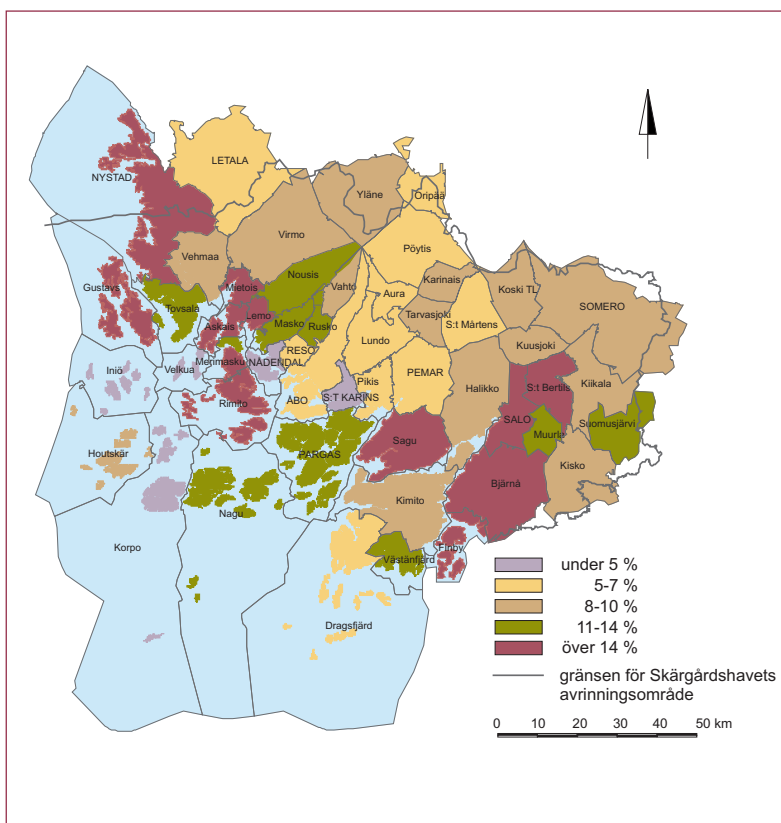 LETALA
NYSTAD
Yläne
Oripää
Virmo
Pöytis
Vehmaa
Nousis
Gustavs
Mietois
Vahto
Karinais
Koski TL
SOMERO
Tovsala
Lemo
Aura
Askais
Masko
Rusko
Tarvasjoki
S:t Mårtens
Lundo
Kuusjoki
Merimasku
NÅDENDAL
RESO
Iniö
Velkua
Pikis
PEMAR
Halikko
S:t Bertils
Kiikala
Rimito
ÅBO
S:T KARINS
SALO
Suomusjärvi
Muurla
Sagu
Houtskär
PARGAS
Bjärnå
Kisko
Kimito
Nagu
Korpo
Finby
Västanfjerd
Dragsfjärd
under 5 %
5-7 %
8-10 %
11-14 %
över 14 %
gränsen för Skärgårdshavets
avrinningsområde
0 10 20 30 40 50 km